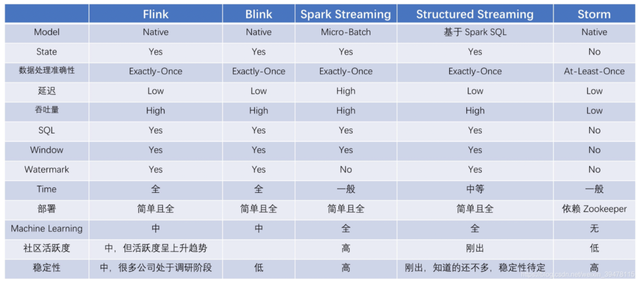 Flink Blink Spark Streaming Structured Streaming Storm
Model Native Native Micro-Batch 基于 Spark SQL Native
State Yes Yes Yes Yes No
数据处理准确性 Exactly-Once Exactly-Once Exactly-Once Exactly-Once At-Least-Once
延迟 Low Low High Low Low
吞吐量 High High High High Low
SQL Yes Yes Yes Yes No
Window Yes Yes Yes Yes No
Watermark Yes Yes No Yes No
Time 全 全 一般 中等 一般
部署 简单且全 简单且全 简单且全 简单且全 依赖 Zookeeper
Machine Learning 中 中 全 全 无
社区活跃度 中，但活跃度呈上升趋势 高 刚出 低
稳定性 中，很多公司处于调研阶段 低 高 刚出，知道的还不多，稳定性待定 高